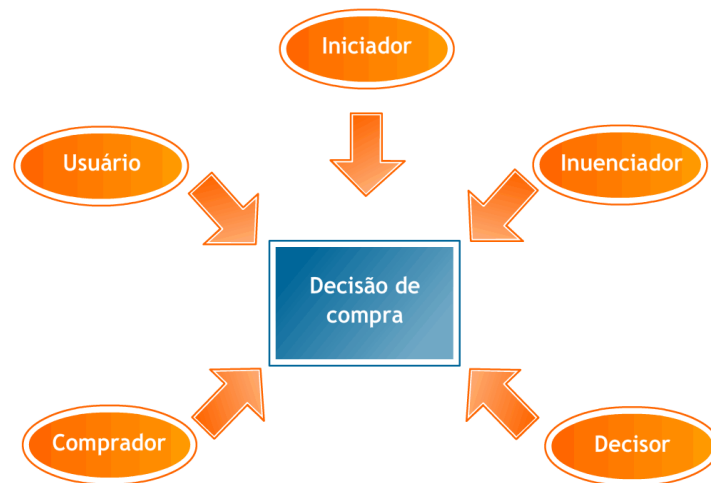 Iniciador
Usuário
Inuenciador
Decisão de
compra
Comprador
Decisor